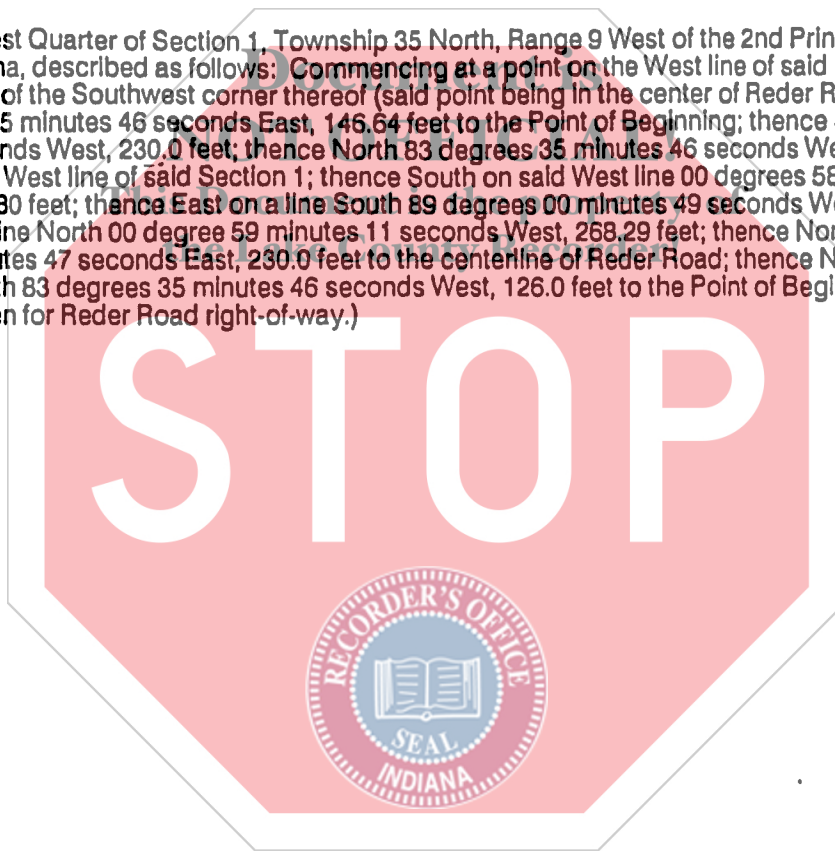 st Quarter of Section 1, Township 35 North, Range 9 West of the 2nd Prin
a, described as follows: Commencing at a point on the West line of said
of the Southwest corner thereof (said point being in the center of Reder R
5 minutes 46 seconds East, 146.64 feet to the Point of Beginning; thence
nds West, 230.0 feet; thence North 83 degrees 35 minutes 46 seconds We
West line of said Section 1; thence South on said West line 00 degrees 58
30 feet; thence East on a line South 89 degrees 00 minutes 49 seconds We
ne North 00 degree 59 minutes 11 seconds West, 268.29 feet; thence Nor
tes 47 seconds East, 230.0 feet to the centerline of Reder Road; thence N
h 83 degrees 35 minutes 46 seconds West, 126.0 feet to the Point of Begi
n for Reder Road right-of-way.)
Document is
NOT OFFICIAL!
This Document is the property of
the Lake County Recorder!
STOP
RECORDER'S OFFICE
SEAL
INDIANA